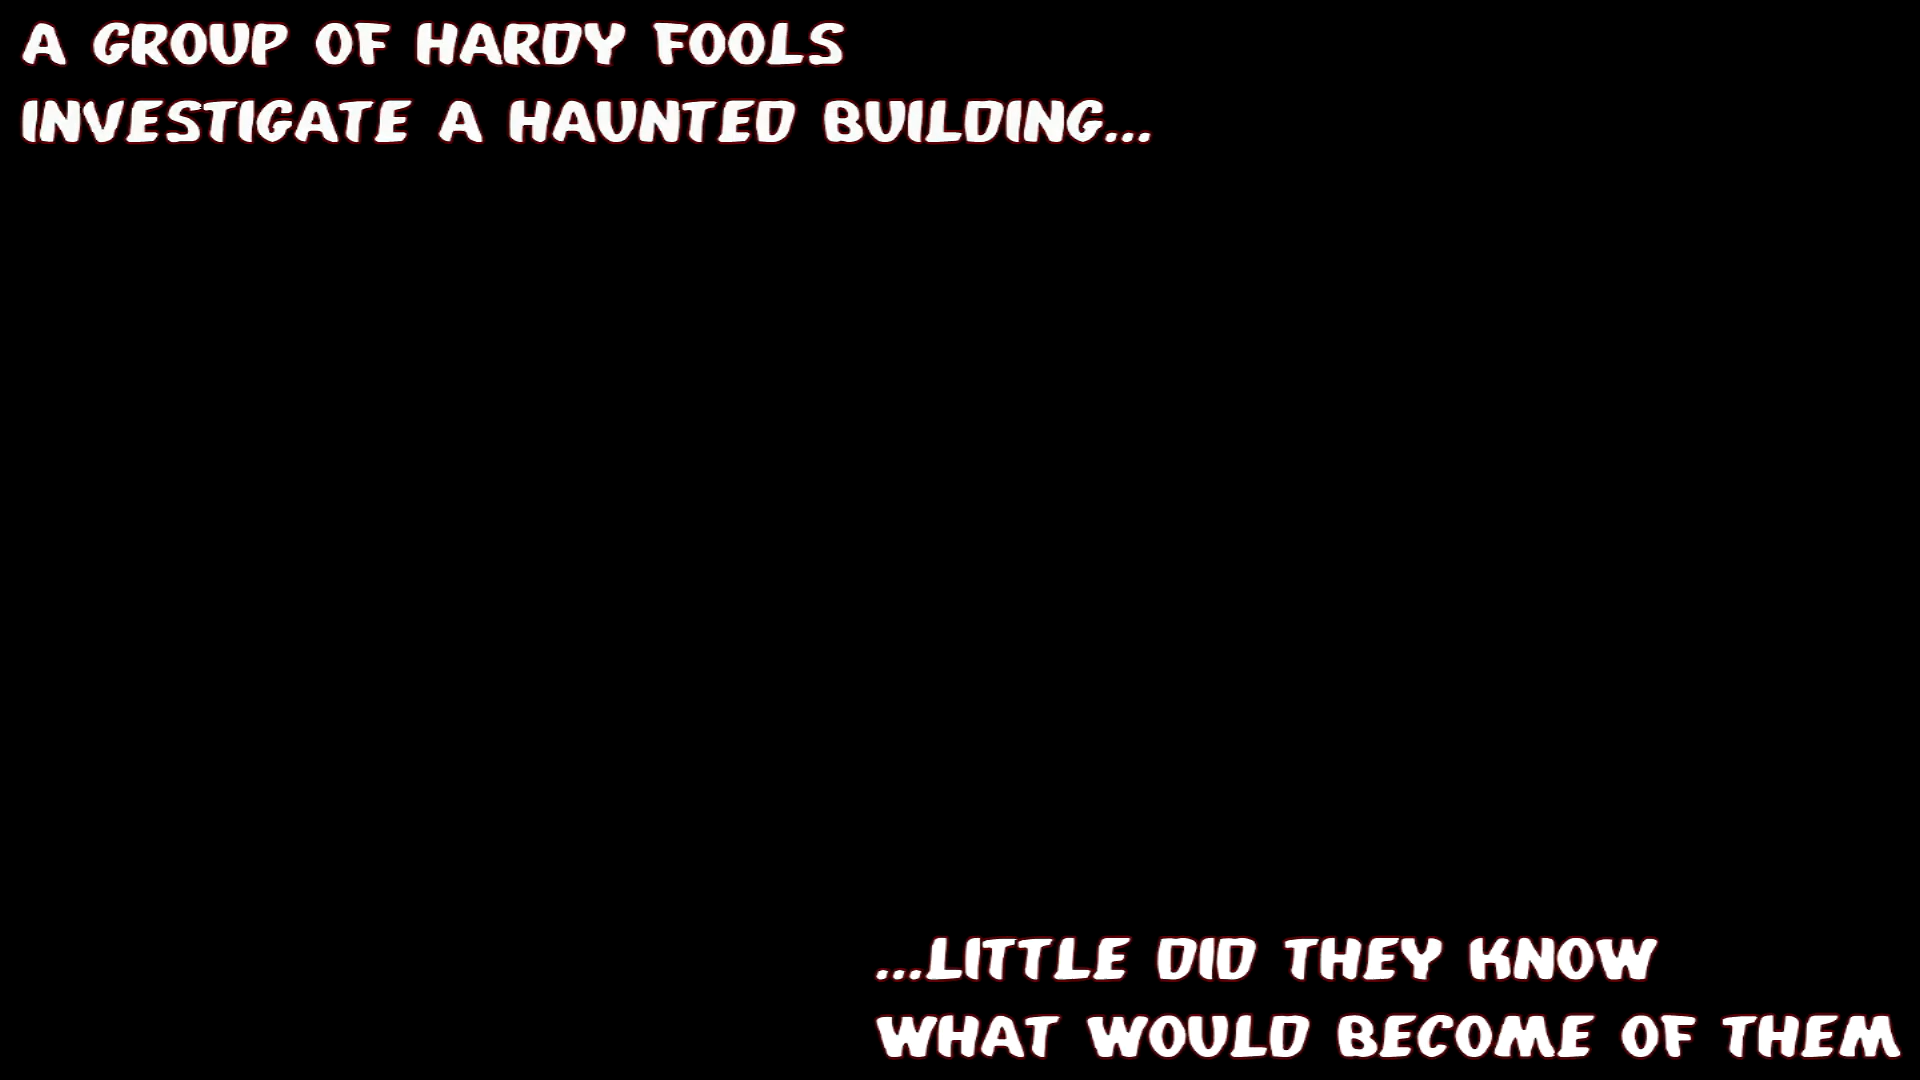 A GROUP OF HARDY FOOLS
INVESTIGATE A HAUNTED BUILDING...
...LITTLE DID THEY KNOW
WHAT WOULD BECOME OF THEM